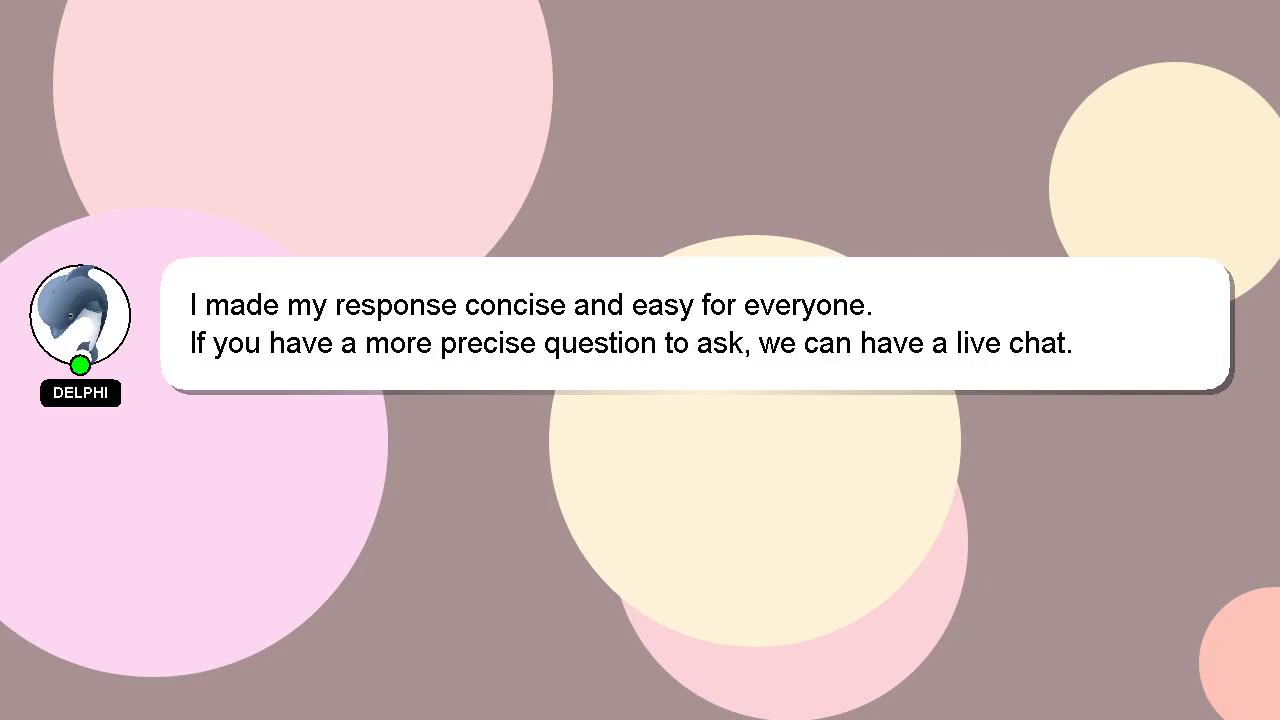 I made my response concise and easy for everyone.
If you have a more precise question to ask, we can have a live chat.
DELPHI